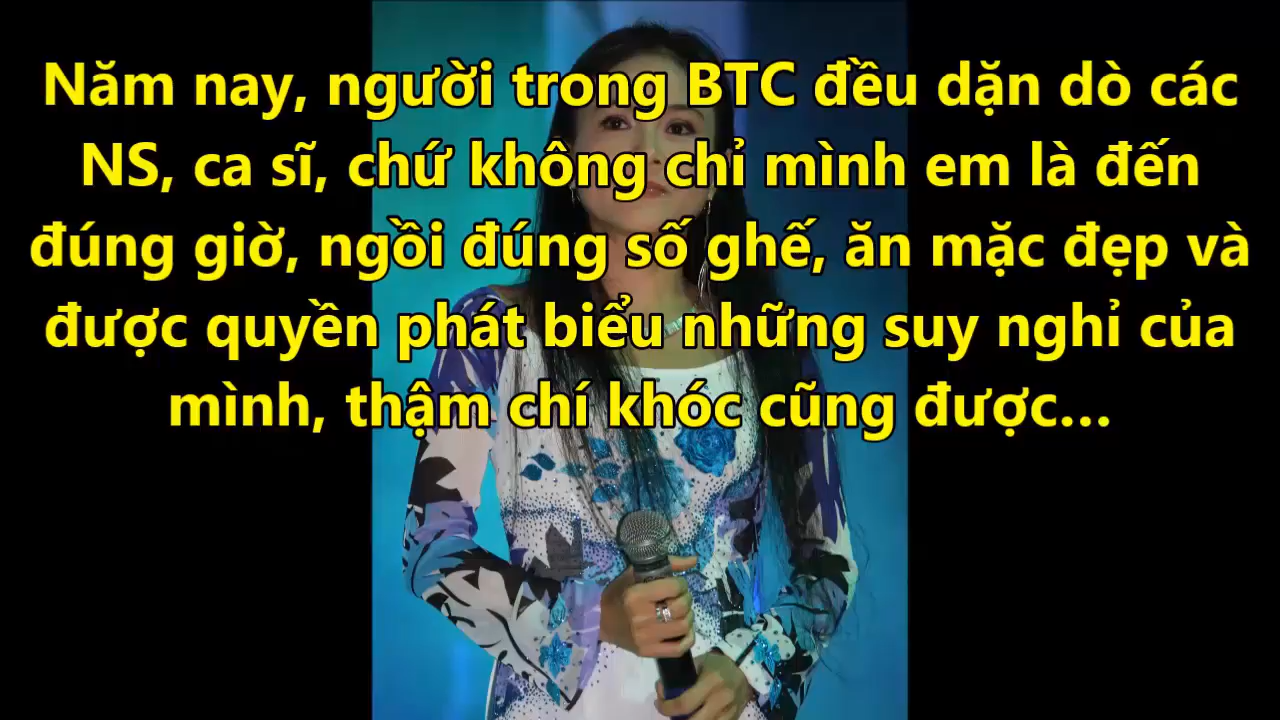 Năm nay, người trong BTC đều dặn dò các
NS, ca sĩ, chứ không chỉ mình em là đến
đúng giờ, ngồi đúng số ghế, ăn mặc đẹp và
được quyền phát biểu những suy nghỉ của
mình, thậm chí khóc cũng được...